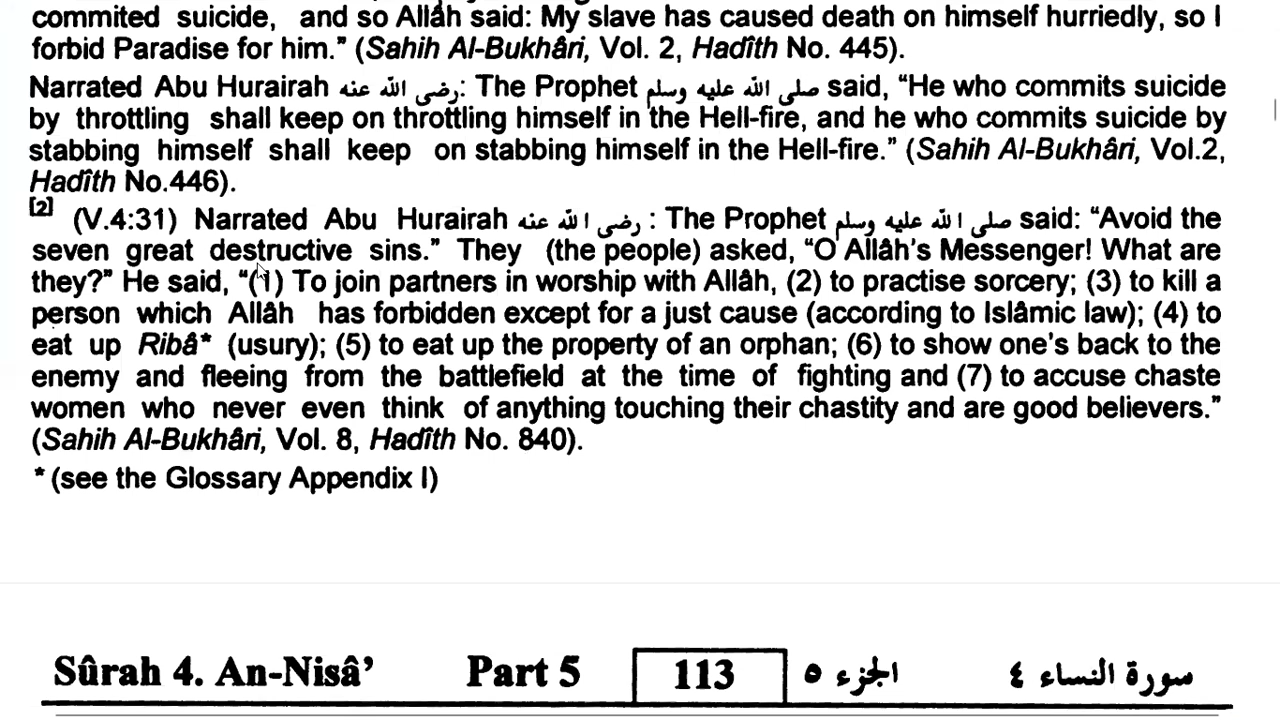 commited suicide, and so Allâh said: My slave has caused death on himself hurriedly, so I
forbid Paradise for him.” (Sahih Al-Bukhâri, Vol. 2, Hadîth No. 445).
Narrated Abu Hurairah رضى الله عنه: The Prophet صلى الله عليه وسلم said, “He who commits suicide
by throttling shall keep on throttling himself in the Hell-fire, and he who commits suicide by
stabbing himself shall keep on stabbing himself in the Hell-fire.” (Sahih Al-Bukhâri, Vol.2,
Hadîth No.446).
[2] (V.4:31) Narrated Abu Hurairah رضى الله عنه : The Prophet صلى الله عليه وسلم said: “Avoid the
seven great destructive sins.” They (the people) asked, “O Allâh’s Messenger! What are
they?” He said, “(1) To join partners in worship with Allâh, (2) to practise sorcery; (3) to kill a
person which Allâh has forbidden except for a just cause (according to Islâmic law); (4) to
eat up Ribâ* (usury); (5) to eat up the property of an orphan; (6) to show one’s back to the
enemy and fleeing from the battlefield at the time of fighting and (7) to accuse chaste
women who never even think of anything touching their chastity and are good believers.”
(Sahih Al-Bukhâri, Vol. 8, Hadîth No. 840).
* (see the Glossary Appendix I)
Sûrah 4. An-Nisâ’ Part 5 113 الجزء ٥ سورة النساء ٤